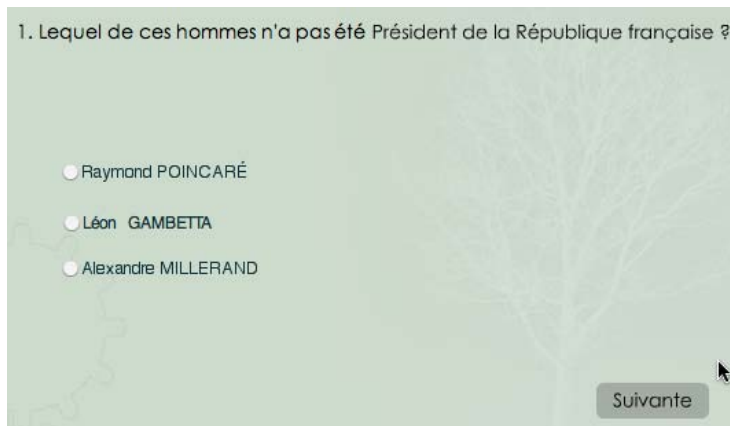 1. Lequel de ces hommes n'a pas été Président de la République française ?
Raymond POINCARÉ
Léon GAMBETTA
Alexandre MILLERAND
Suivante